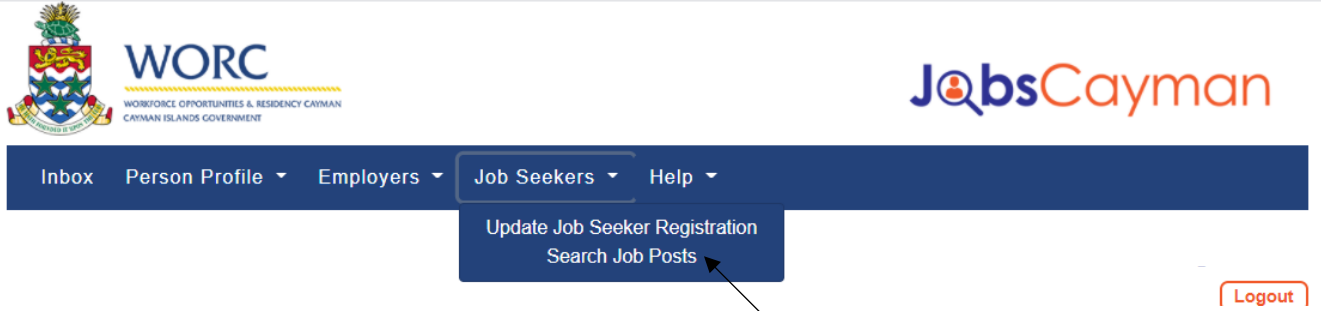 WORC
WORKFORCE OPPORTUNITIES & RESIDENCY CAYMAN
CAYMAN ISLANDS GOVERNMENT
JobsCayman
Inbox Person Profile Employers Job Seekers Help
Update Job Seeker Registration
Search Job Posts
Logout